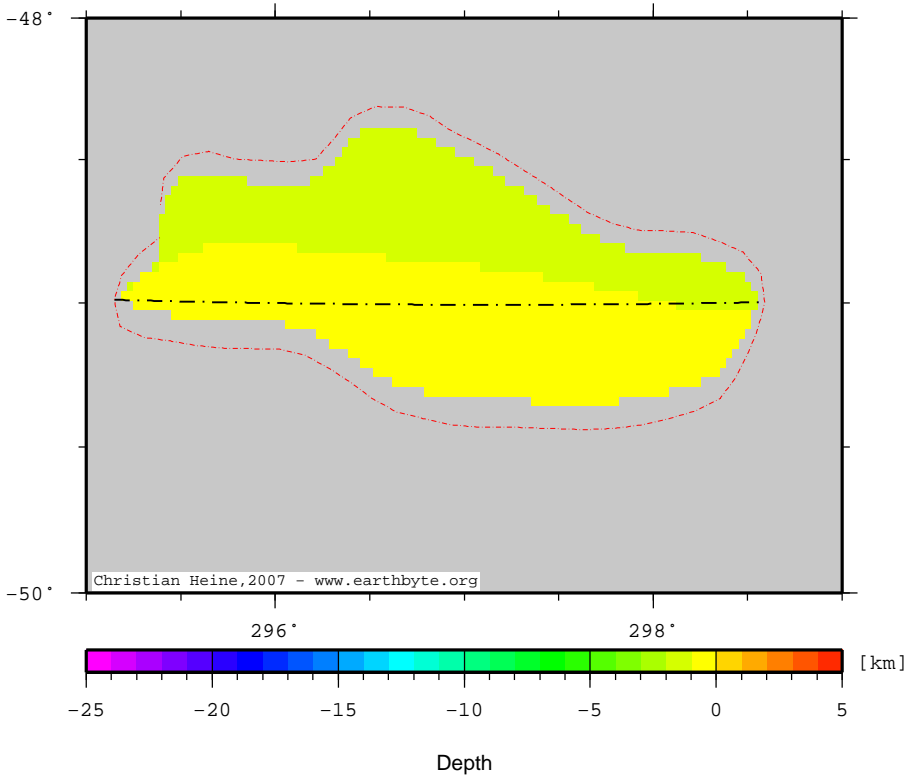 −48˚
−50˚
Christian Heine,2007 − www.earthbyte.org
296˚ 298˚
[km]
−25 −20 −15 −10 −5 0 5
Depth